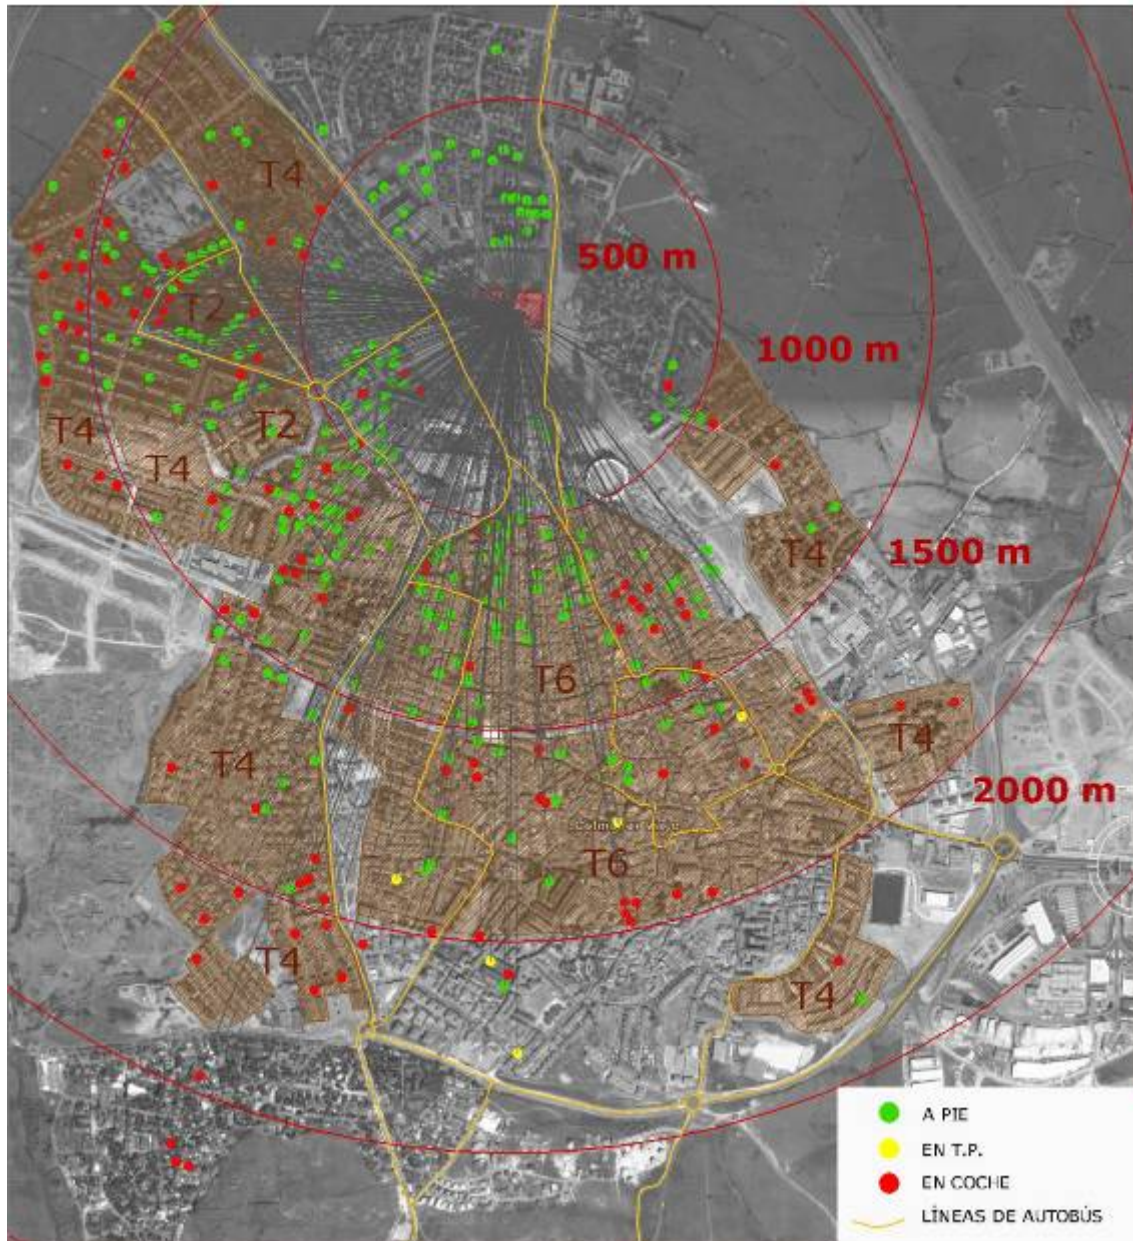 T4
500 m
T2
1000 m
T2
T4
T4
1500 m
T4
T6
T4
T4
2000 m
T6
T4
T4
A PIE
EN T.P.
EN COCHE
LÍNEAS DE AUTOBÚS